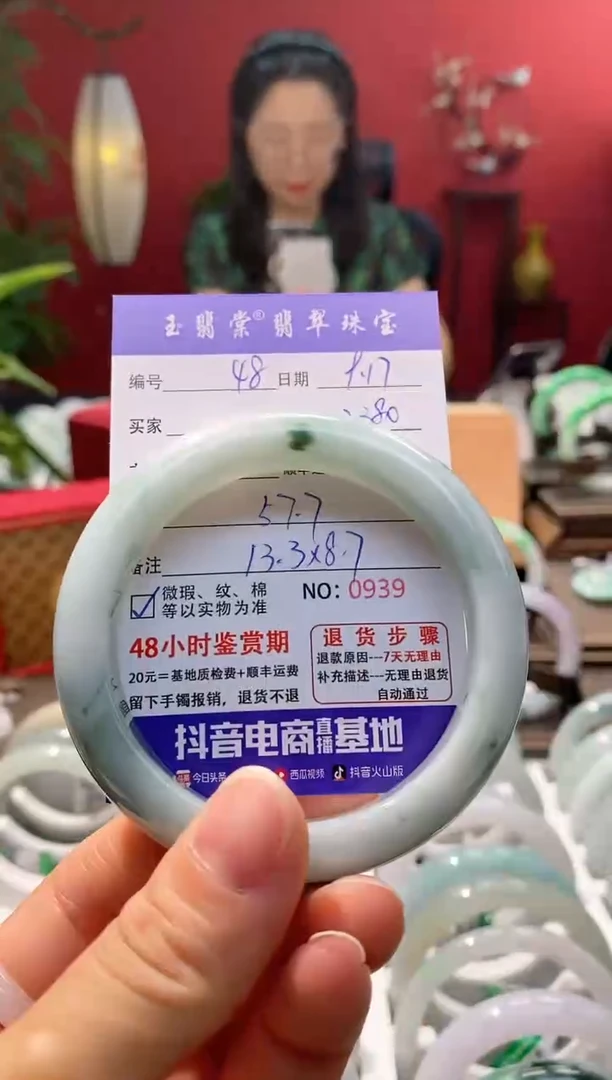 玉翡棠®翡翠珠宝
编号 48 日期 1.17
买家 380
57.7
备注 13.3x8.7
微瑕、纹、棉
等以实物为准
NO: 0939
48小时鉴赏期
20元=基地质检费+顺丰运费
留下手镯报销，退货不退
退货步骤
退款原因---7天无理由
补充描述---无理由退货
自动通过
抖音电商直播基地
今日头条 西瓜视频 抖音火山版